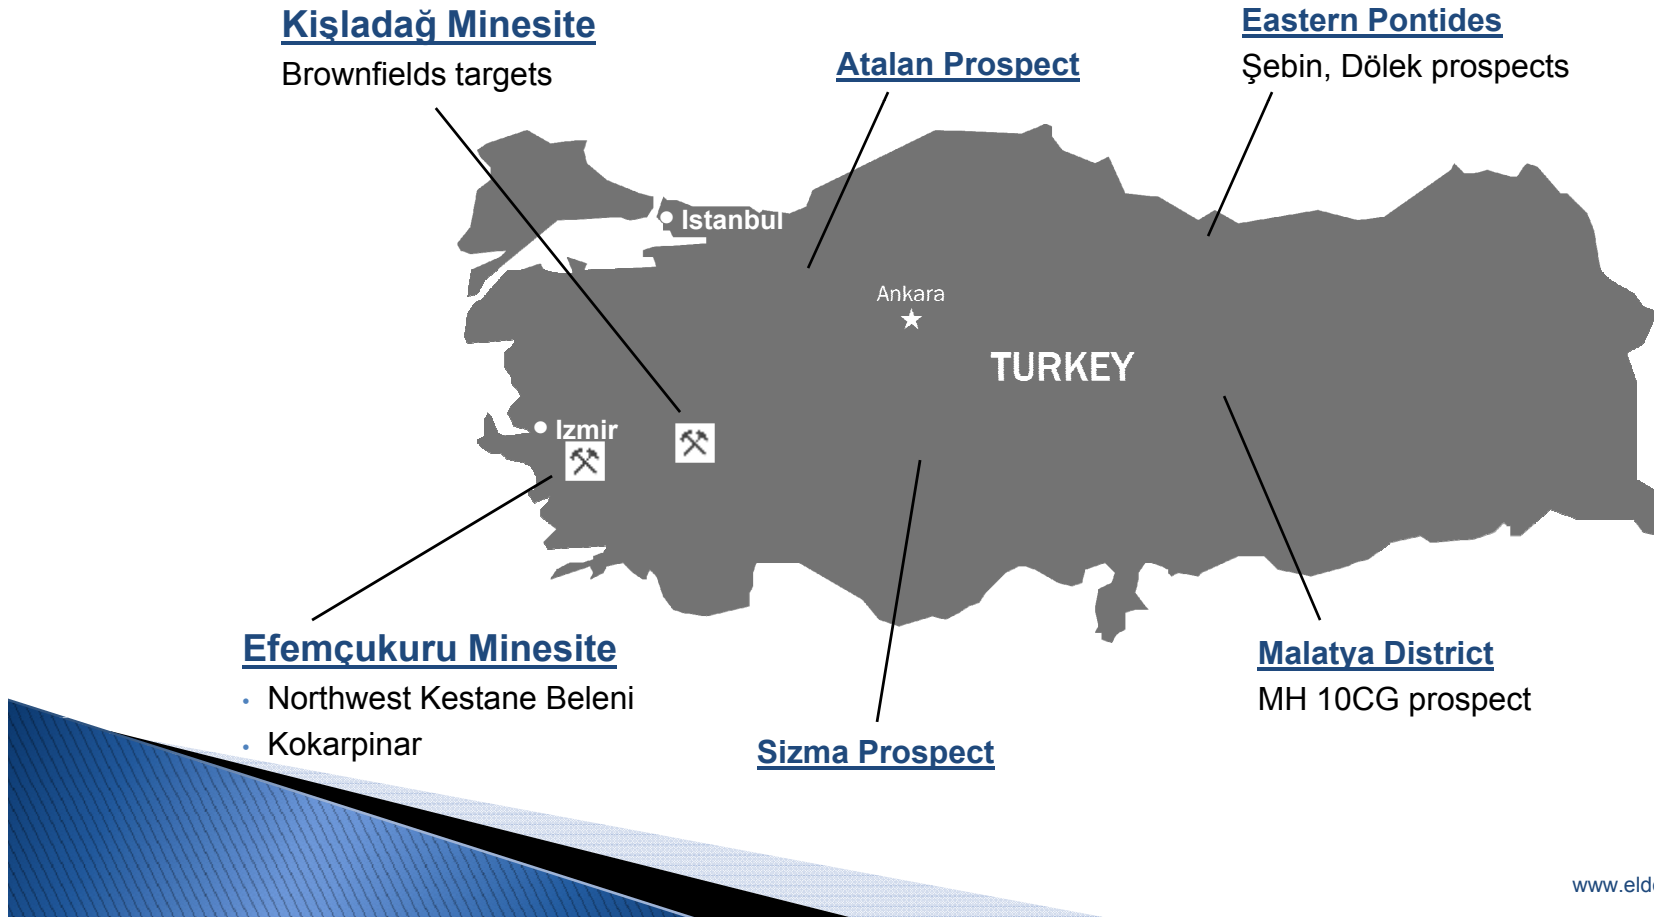 Kişladağ Minesite
Brownfields targets
Atalan Prospect
Eastern Pontides
Şebin, Dölek prospects
Istanbul
Ankara
TURKEY
Izmir
Efemçukuru Minesite
• Northwest Kestane Beleni
• Kokarpinar
Sizma Prospect
Malatya District
MH 10CG prospect